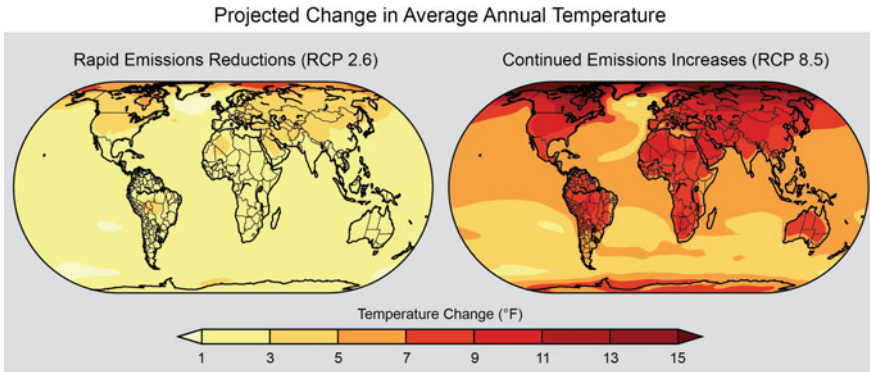 Projected Change in Average Annual Temperature
Rapid Emissions Reductions (RCP 2.6)
Continued Emissions Increases (RCP 8.5)
Temperature Change (°F)
1 3 5 7 9 11 13 15